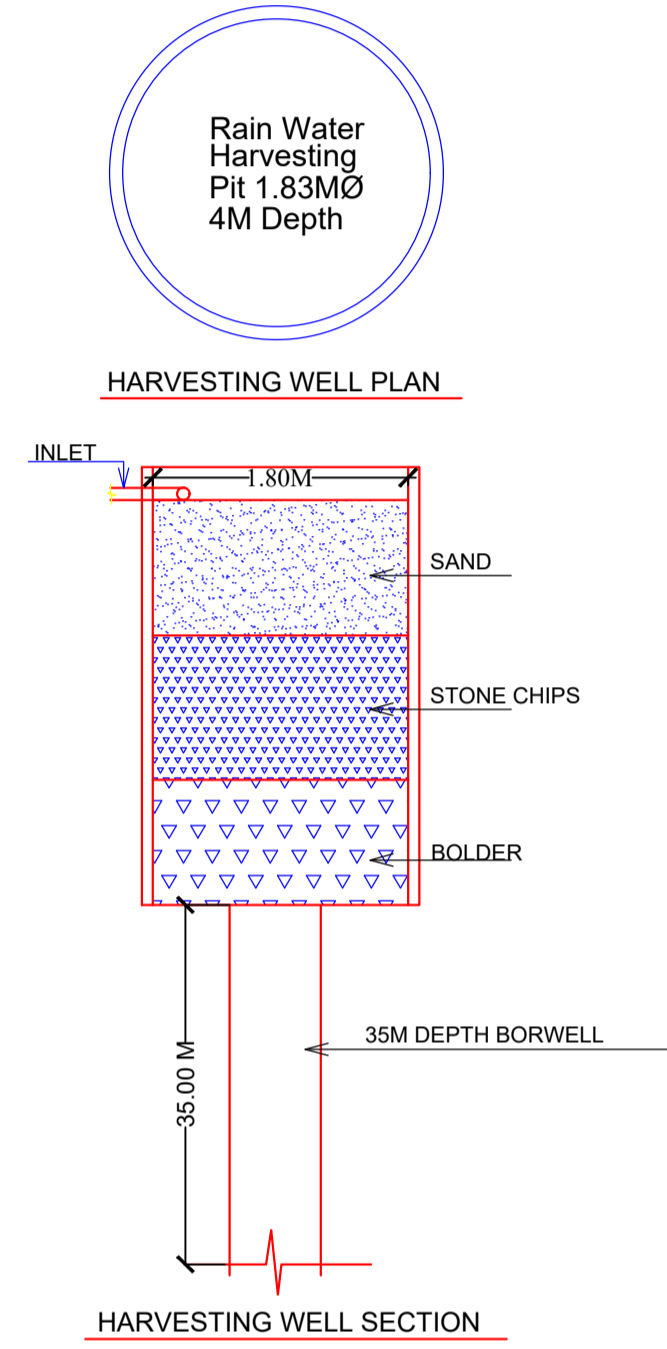 Rain Water
Harvesting
Pit 1.83MØ
4M Depth
HARVESTING WELL PLAN
INLET
1.80M
SAND
STONE CHIPS
BOLDER
35M DEPTH BORWELL
35.00 M
HARVESTING WELL SECTION